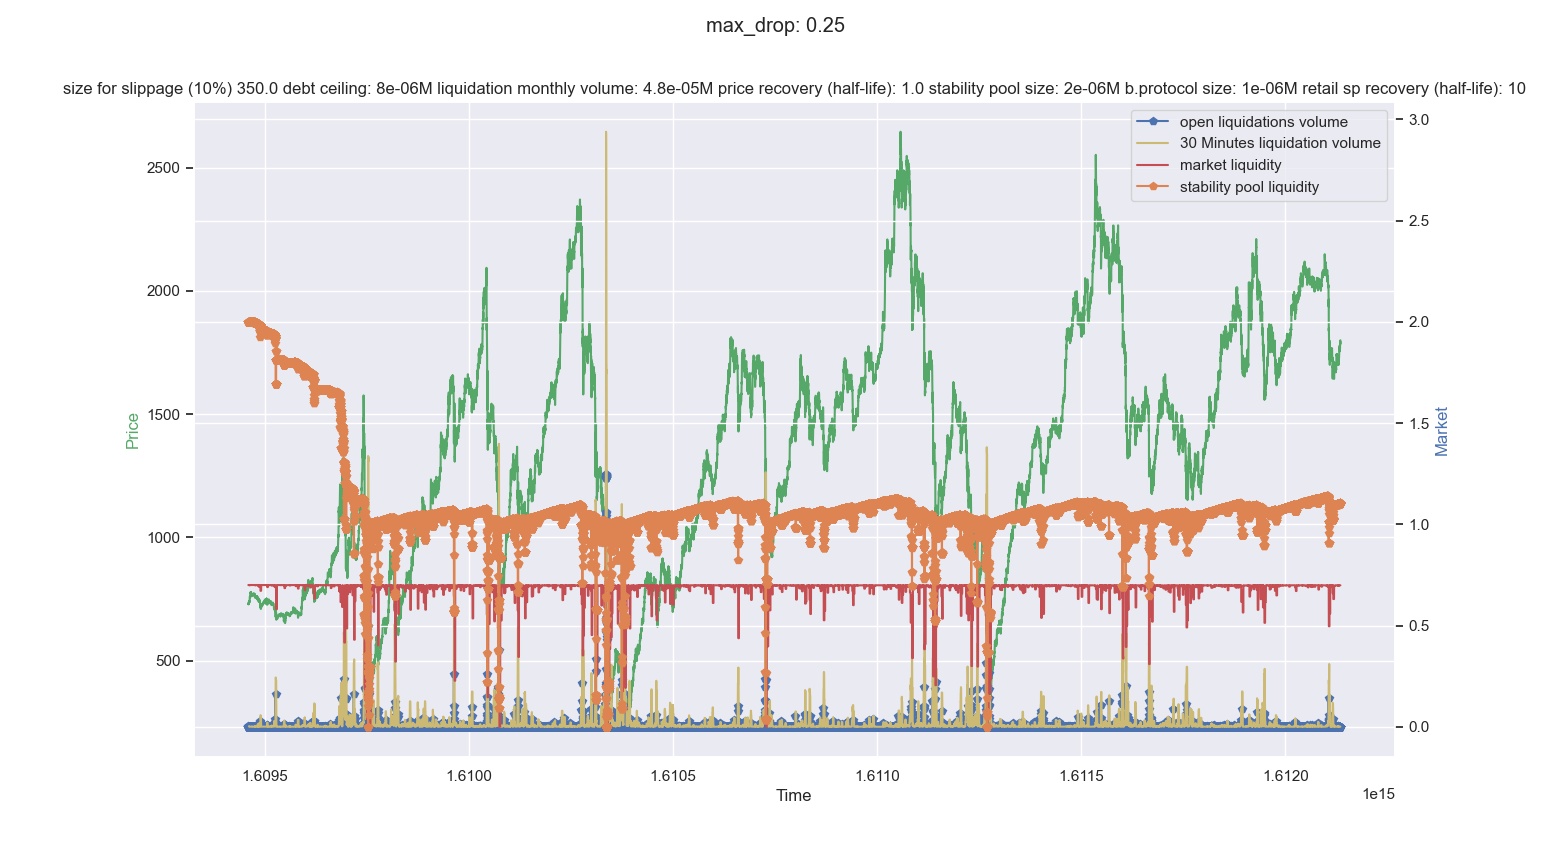 max_drop: 0.25
size for slippage (10%) 350.0 debt ceiling: 8e-06M liquidation monthly volume: 4.8e-05M price recovery (half-life): 1.0 stability pool size: 2e-06M b.protocol size: 1e-06M retail sp recovery (half-life): 10
open liquidations volume
30 Minutes liquidation volume
market liquidity
stability pool liquidity
2500
2000
1500
1000
500
Price
3.0
2.5
2.0
1.5
1.0
0.5
0.0
Market
1.6095 1.6100 1.6105 1.6110 1.6115 1.6120
Time
1e15